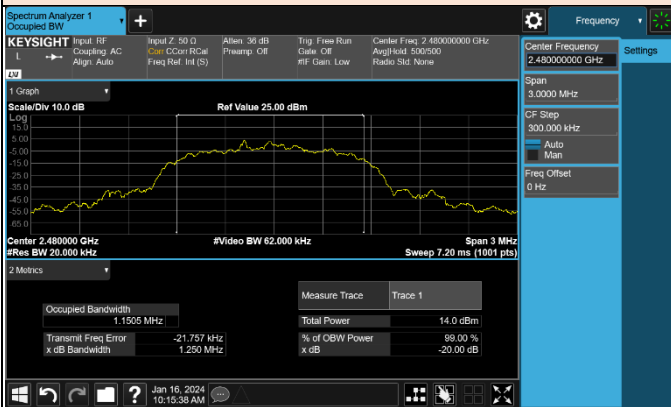 Spectrum Analyzer 1
Occupied BW
Frequency
KEYSIGHT
Input: RF
Coupling: AC
Align: Auto
Input Z: 50 Ω
Corr CCorr RCal
Freq Ref: Int (S)
Atten: 36 dB
Preamp: Off
Trig: Free Run
Gate: Off
#IF Gain: Low
Center Freq: 2.480000000 GHz
Avg|Hold: 500/500
Radio Std: None
L
Center Frequency
2.480000000 GHz
Settings
Span
3.0000 MHz
CF Step
300.000 kHz
Auto
Man
Freq Offset
0 Hz
1 Graph
Scale/Div 10.0 dB
Ref Value 25.00 dBm
Log
15.0
5.00
-5.00
-15.0
-25.0
-35.0
-45.0
-55.0
-65.0
Center 2.480000 GHz
#Video BW 62.000 kHz
Span 3 MHz
#Res BW 20.000 kHz
Sweep 7.20 ms (1001 pts)
2 Metrics
Measure Trace
Trace 1
Occupied Bandwidth
1.1505 MHz
Total Power
14.0 dBm
Transmit Freq Error
-21.757 kHz
% of OBW Power
99.00 %
x dB Bandwidth
1.250 MHz
x dB
-20.00 dB
?
Jan 16, 2024
10:15:38 AM